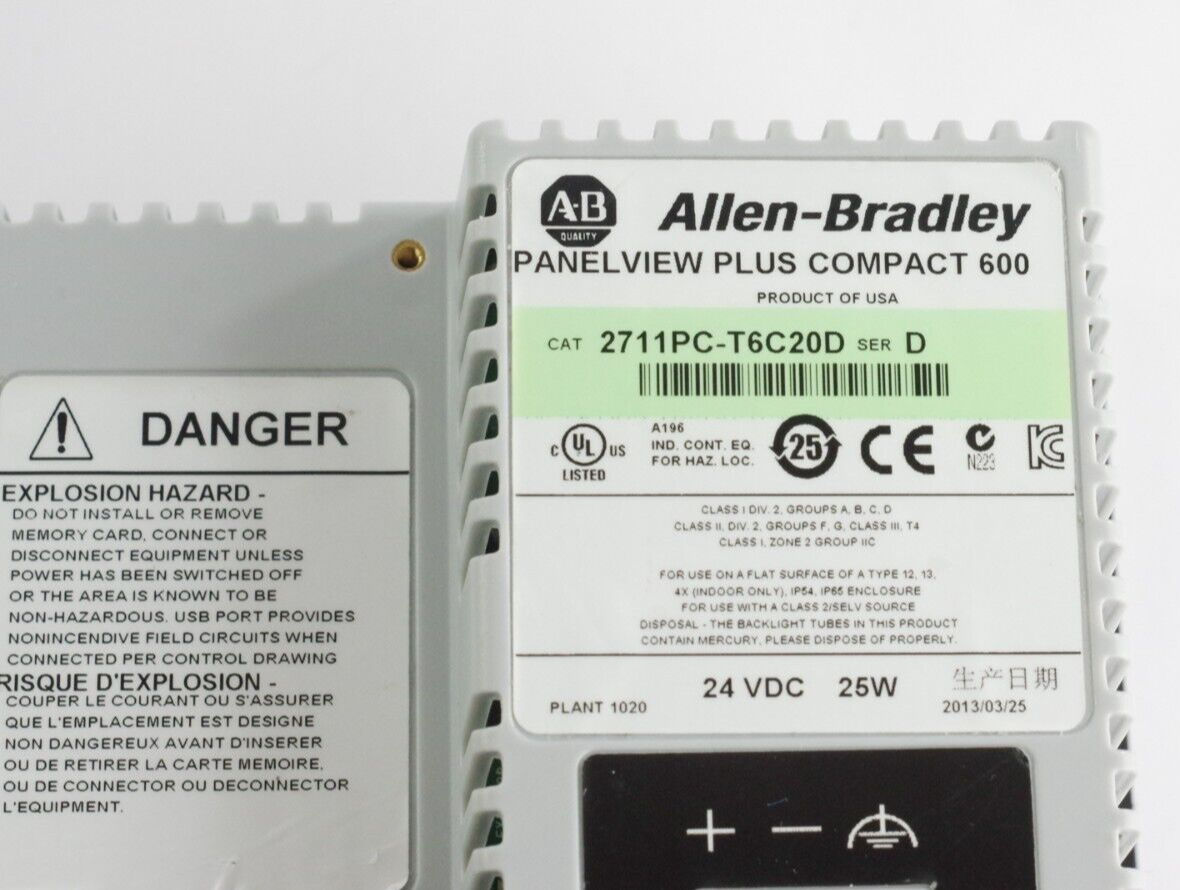 DANGER
EXPLOSION HAZARD -
DO NOT INSTALL OR REMOVE
MEMORY CARD, CONNECT OR
DISCONNECT EQUIPMENT UNLESS
POWER HAS BEEN SWITCHED OFF
OR THE AREA IS KNOWN TO BE
NON-HAZARDOUS. USB PORT PROVIDES
NONINCENDIVE FIELD CIRCUITS WHEN
CONNECTED PER CONTROL DRAWING
RISQUE D'EXPLOSION -
COUPER LE COURANT OU S'ASSURER
QUE L'EMPLACEMENT EST DESIGNE
NON DANGEREUX AVANT D'INSERER
OU DE RETIRER LA CARTE MEMOIRE,
OU DE CONNECTOR OU DECONNECTOR
L'EQUIPMENT.
A-B
QUALITY
Allen-Bradley
PANELVIEW PLUS COMPACT 600
PRODUCT OF USA
CAT 2711PC-T6C20D SER D
C UL US
LISTED
A196
IND. CONT. EQ.
FOR HAZ. LOC.
25
CE
N223
KC
CLASS I DIV. 2, GROUPS A, B, C, D
CLASS II, DIV. 2, GROUPS F, G, CLASS III, T4
CLASS I, ZONE 2 GROUP IIC
FOR USE ON A FLAT SURFACE OF A TYPE 12, 13,
4X (INDOOR ONLY), IP54, IP65 ENCLOSURE
FOR USE WITH A CLASS 2/SELV SOURCE
DISPOSAL - THE BACKLIGHT TUBES IN THIS PRODUCT
CONTAIN MERCURY, PLEASE DISPOSE OF PROPERLY.
PLANT 1020
24 VDC 25W
生产日期
2013/03/25
+ −